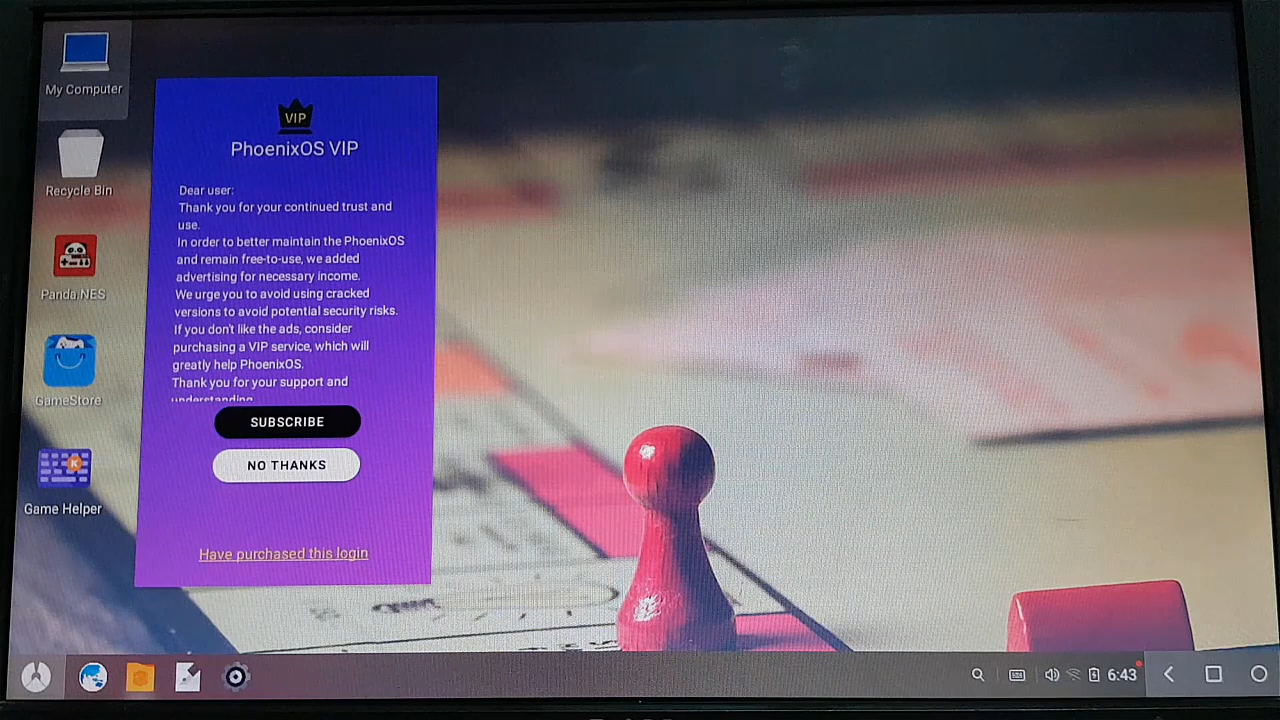 My Computer
Recycle Bin
Panda NES
GameStore
Game Helper
VIP
PhoenixOS VIP
Dear user:
Thank you for your continued trust and
use.
In order to better maintain the PhoenixOS
and remain free-to-use, we added
advertising for necessary income.
We urge you to avoid using cracked
versions to avoid potential security risks.
If you don't like the ads, consider
purchasing a VIP service, which will
greatly help PhoenixOS.
Thank you for your support and
understanding.
SUBSCRIBE
NO THANKS
Have purchased this login
6:43